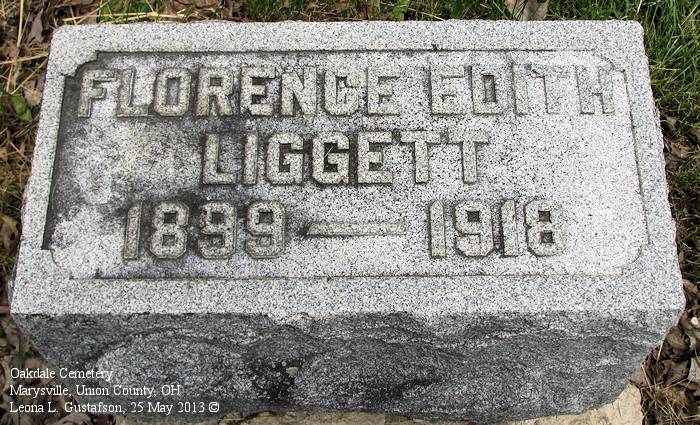 FLORENCE EDITH
LIGGETT
1899 — 1918
Oakdale Cemetery
Marysville, Union County, OH
Leona L. Gustafson, 25 May 2013 ©